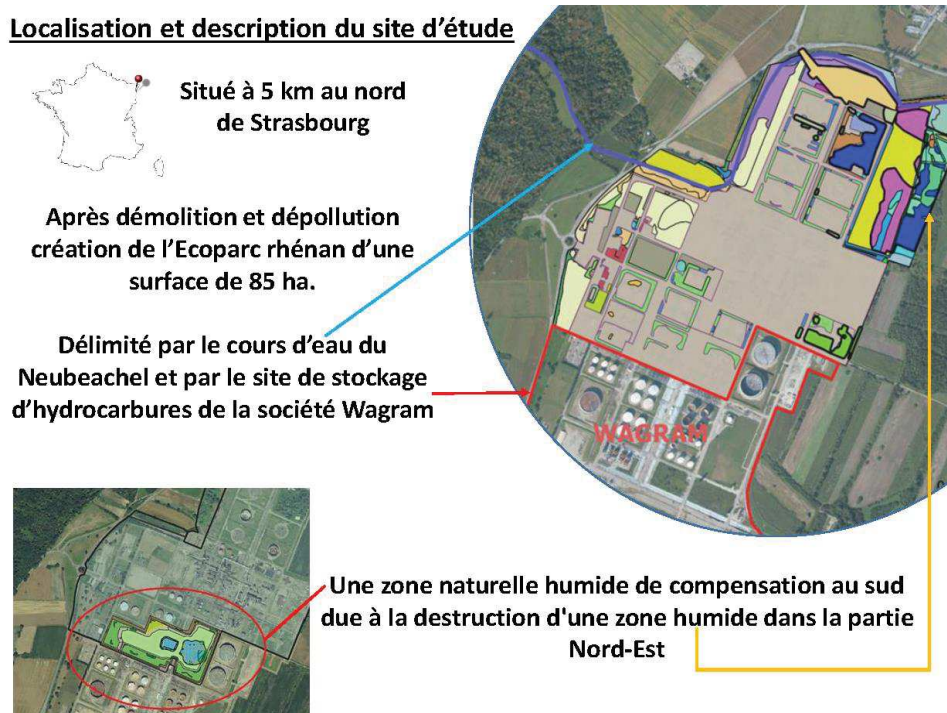 Localisation et description du site d'étude
Situé à 5 km au nord
de Strasbourg
Après démolition et dépollution
création de l'Ecoparc rhénan d'une
surface de 85 ha.
Délimité par le cours d'eau du
Neubeachel et par le site de stockage
d'hydrocarbures de la société Wagram
WAGRAM
Une zone naturelle humide de compensation au sud
due à la destruction d'une zone humide dans la partie
Nord-Est